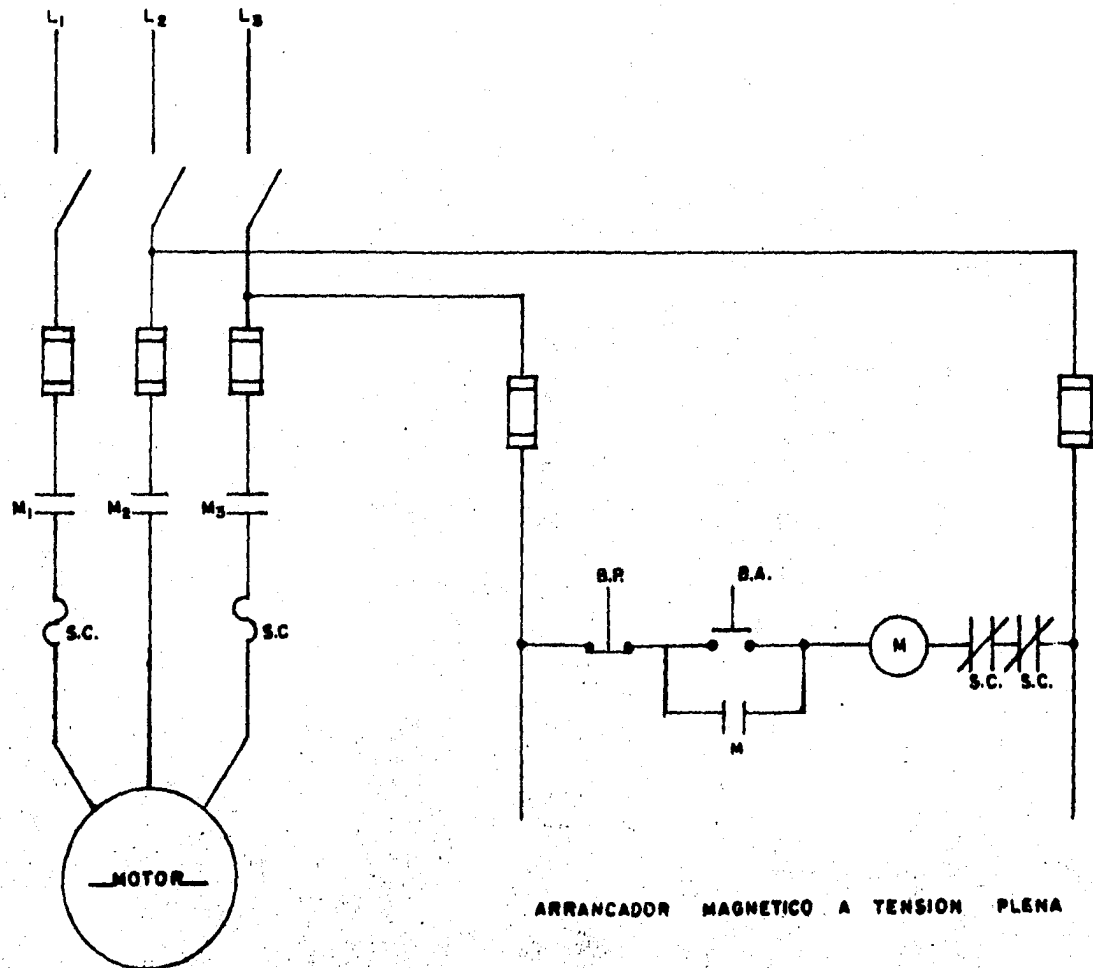 L1 L2 L3
M1 M2 M3
B.P. B.A.
S.C. S.C
M
S.C. S.C.
M
MOTOR
ARRANCADOR MAGNETICO A TENSION PLENA